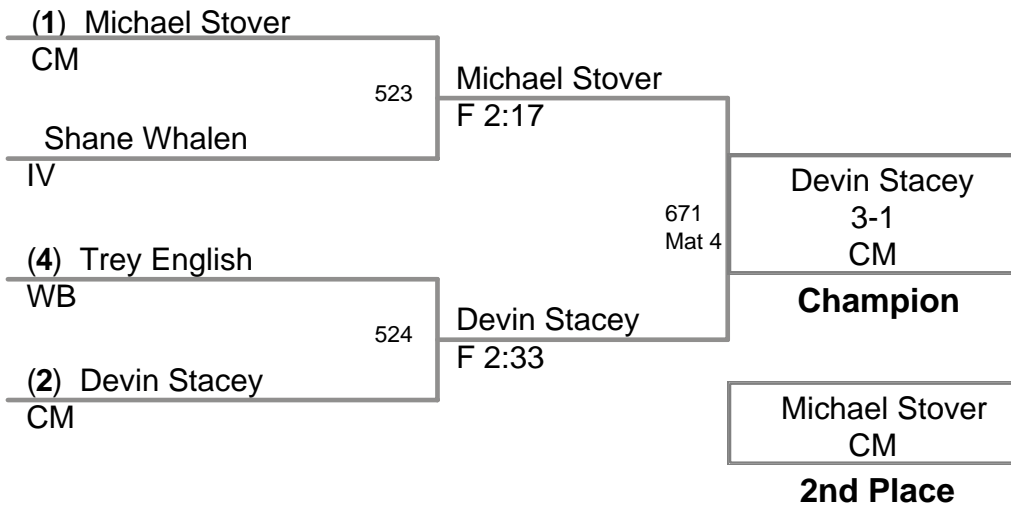 (1) Michael Stover
CM
523
Shane Whalen
IV
Michael Stover
F 2:17
(4) Trey English
WB
524
(2) Devin Stacey
CM
Devin Stacey
F 2:33
671
Mat 4
Devin Stacey
3-1
CM
Champion
Michael Stover
CM
2nd Place